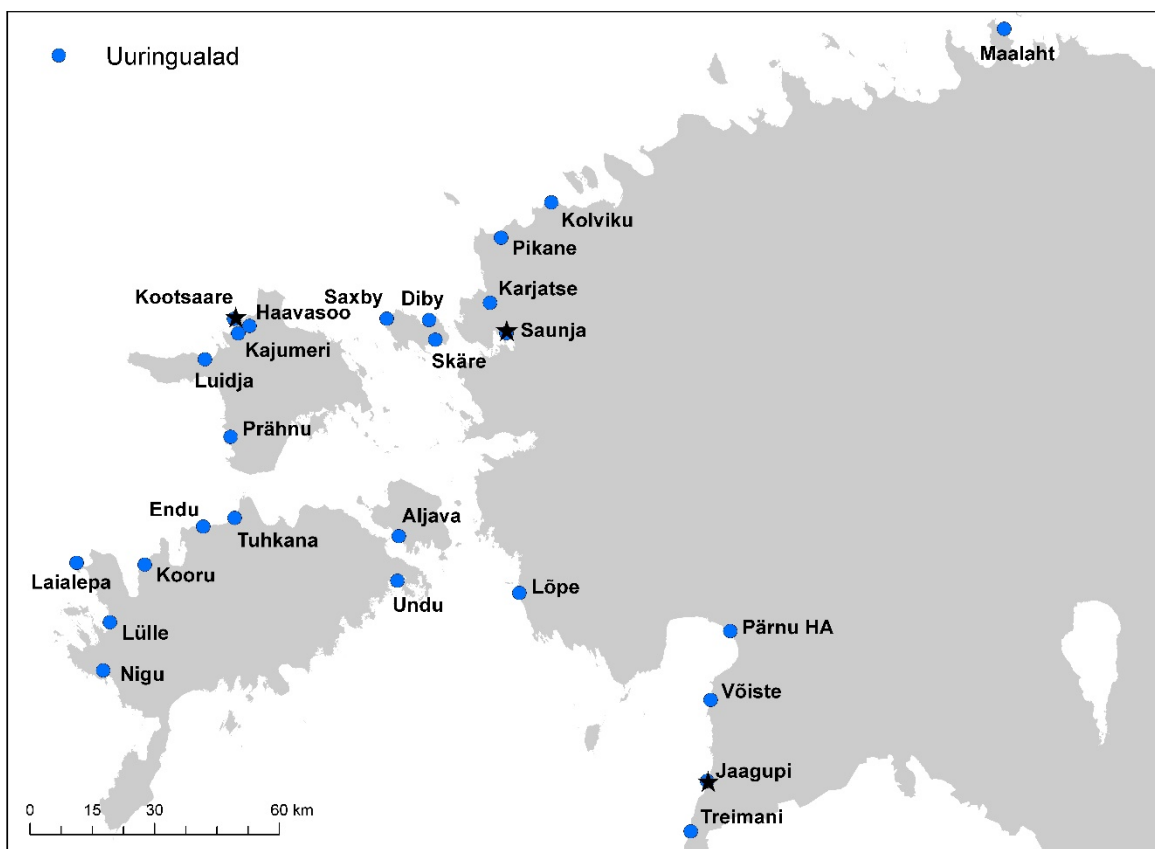 Uuringualad
Maalaht
Kolviku
Pikane
Karjatse
Kootsaare
Haavasoo
Saxby
Diby
Saunja
Kajumeri
Skäre
Luidja
Prähnu
Endu
Aljava
Tuhkana
Laialepa
Kooru
Undu
Lõpe
Lülle
Pärnu HA
Nigu
Võiste
Jaagupi
Treimani
0 15 30 60 km